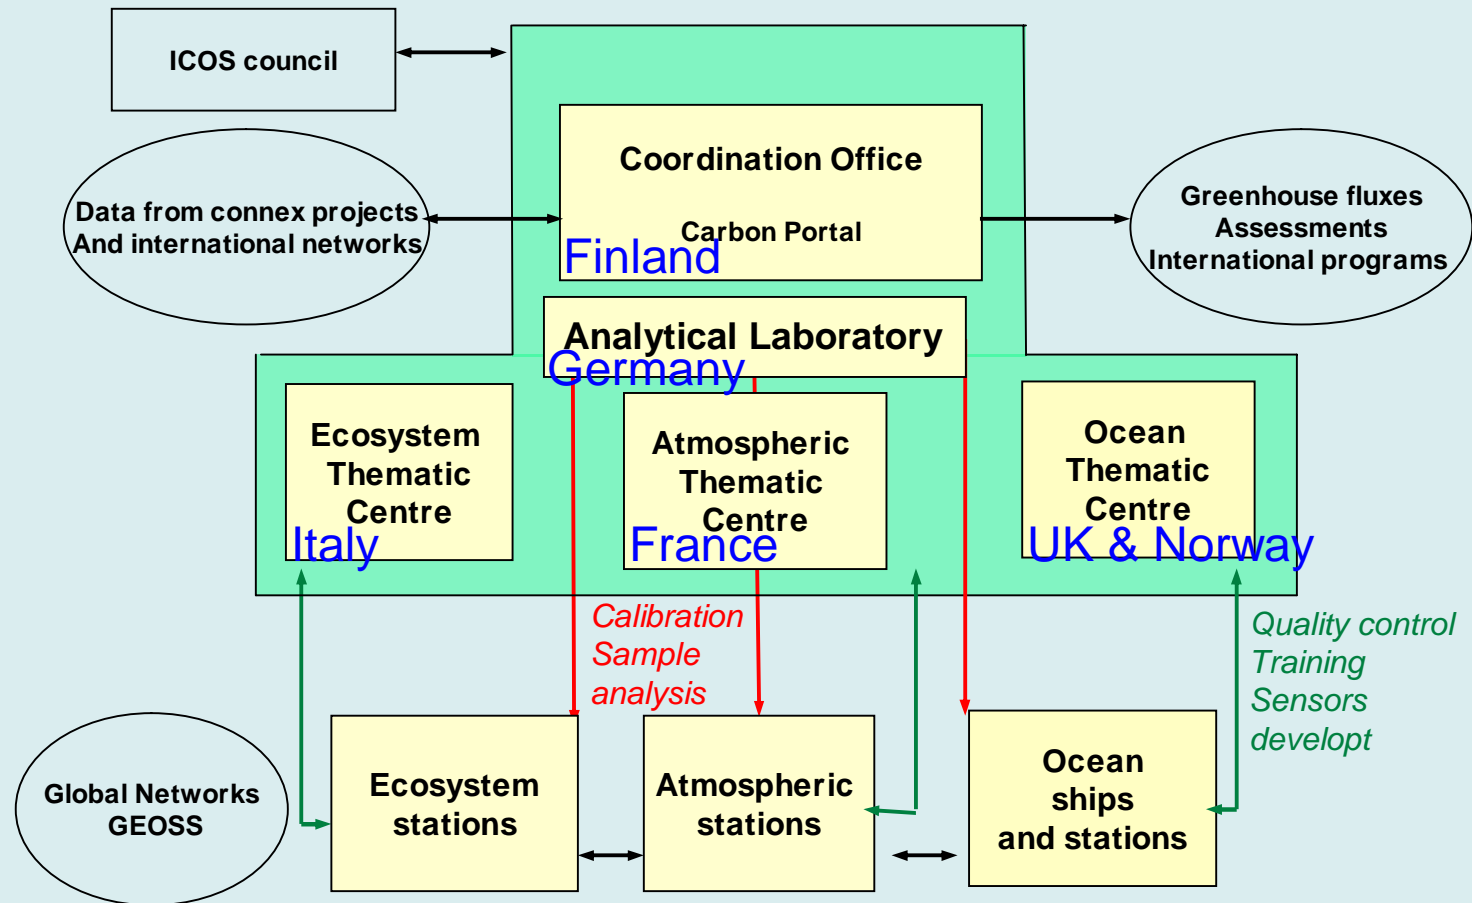 ICOS council
Coordination Office
Carbon Portal
Finland
Data from connex projects
And international networks
Greenhouse fluxes
Assessments
International programs
Analytical Laboratory
Germany
Ecosystem
Thematic
Centre
Italy
Atmospheric
Thematic
Centre
France
Ocean
Thematic
Centre
UK & Norway
Calibration
Sample
analysis
Quality control
Training
Sensors
developt
Global Networks
GEOSS
Ecosystem
stations
Atmospheric
stations
Ocean
ships
and stations